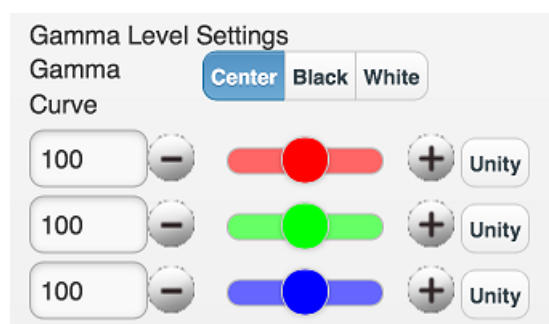 Gamma Level Settings
Gamma Curve
Center Black White
100 − + Unity
100 − + Unity
100 − + Unity